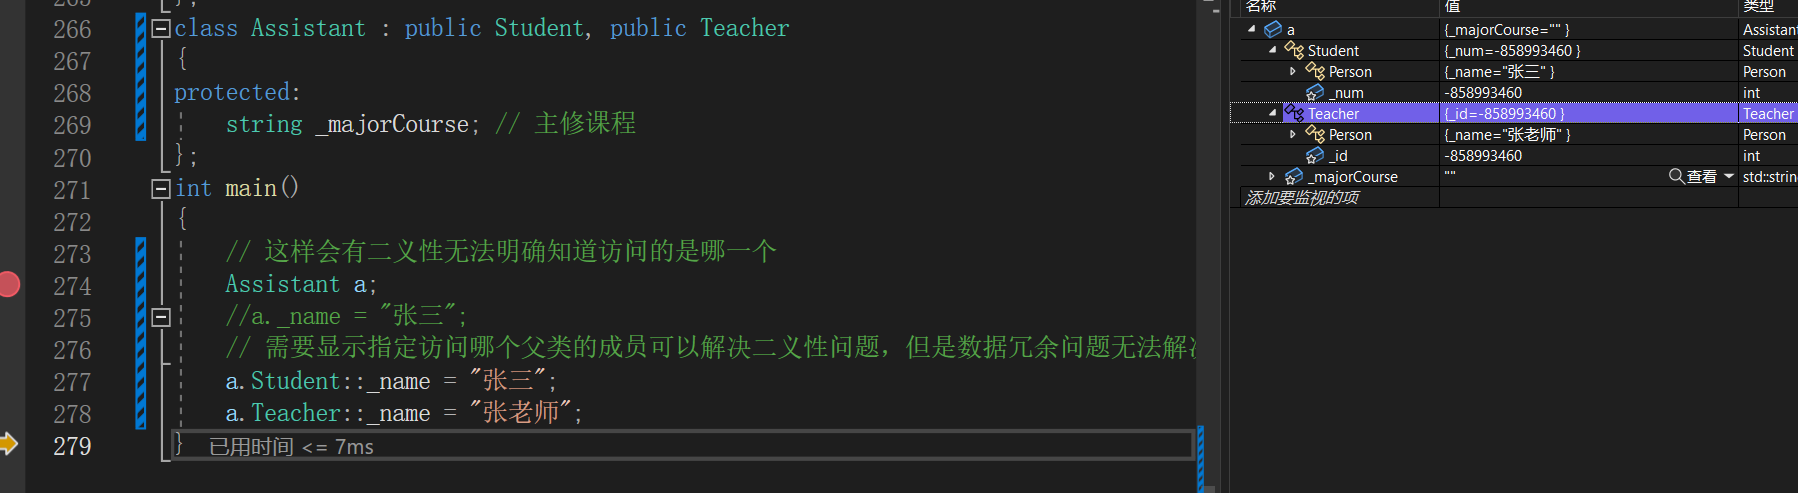 265 };
266 class Assistant : public Student, public Teacher
267 {
268 protected:
269 string _majorCourse; // 主修课程
270 };
271 int main()
272 {
273 // 这样会有二义性无法明确知道访问的是哪一个
274 Assistant a;
275 //a._name = "张三";
276 // 需要显示指定访问哪个父类的成员可以解决二义性问题，但是数据冗余问题无法解决
277 a.Student::_name = "张三";
278 a.Teacher::_name = "张老师";
279 } 已用时间 <= 7ms
名称 值 类型
a {_majorCourse="" } Assistant
Student {_num=-858993460 } Student
Person {_name="张三" } Person
_num -858993460 int
Teacher {_id=-858993460 } Teacher
Person {_name="张老师" } Person
_id -858993460 int
_majorCourse "" 查看 std::string
添加要监视的项